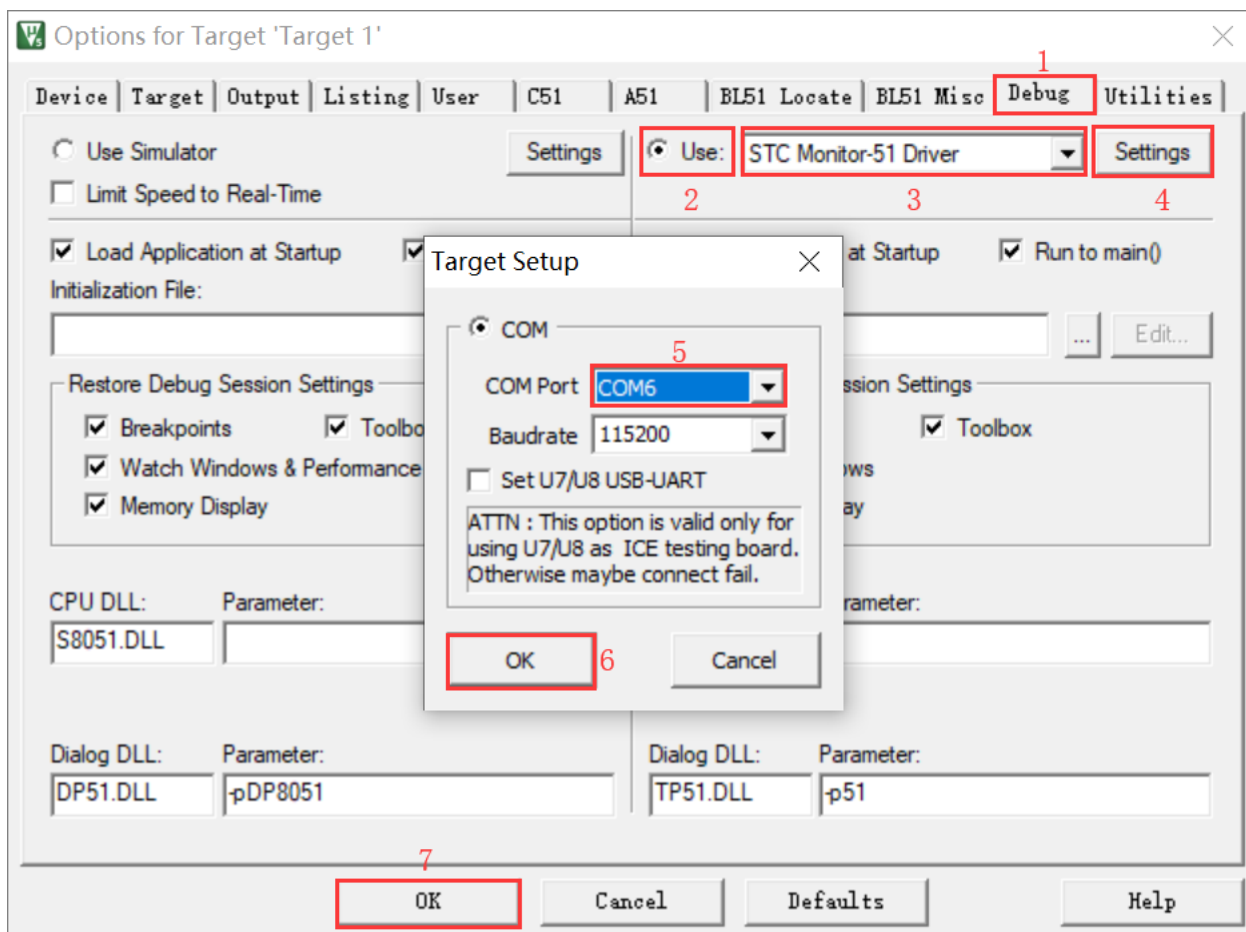 Options for Target 'Target 1'
1
Device Target Output Listing User C51 A51 BL51 Locate BL51 Misc Debug Utilities
Use Simulator Settings Use: STC Monitor-51 Driver Settings
Limit Speed to Real-Time
2 3 4
Load Application at Startup at Startup Run to main()
Initialization File:
... Edit...
Restore Debug Session Settings ssion Settings
Breakpoints Toolbo Toolbox
Watch Windows & Performance ows
Memory Display ay
CPU DLL: Parameter: rameter:
S8051.DLL
Dialog DLL: Parameter: Dialog DLL: Parameter:
DP51.DLL -pDP8051 TP51.DLL -p51
Target Setup
COM
5
COM Port COM6
Baudrate 115200
Set U7/U8 USB-UART
ATTN : This option is valid only for
using U7/U8 as ICE testing board.
Otherwise maybe connect fail.
OK 6 Cancel
7
OK Cancel Defaults Help